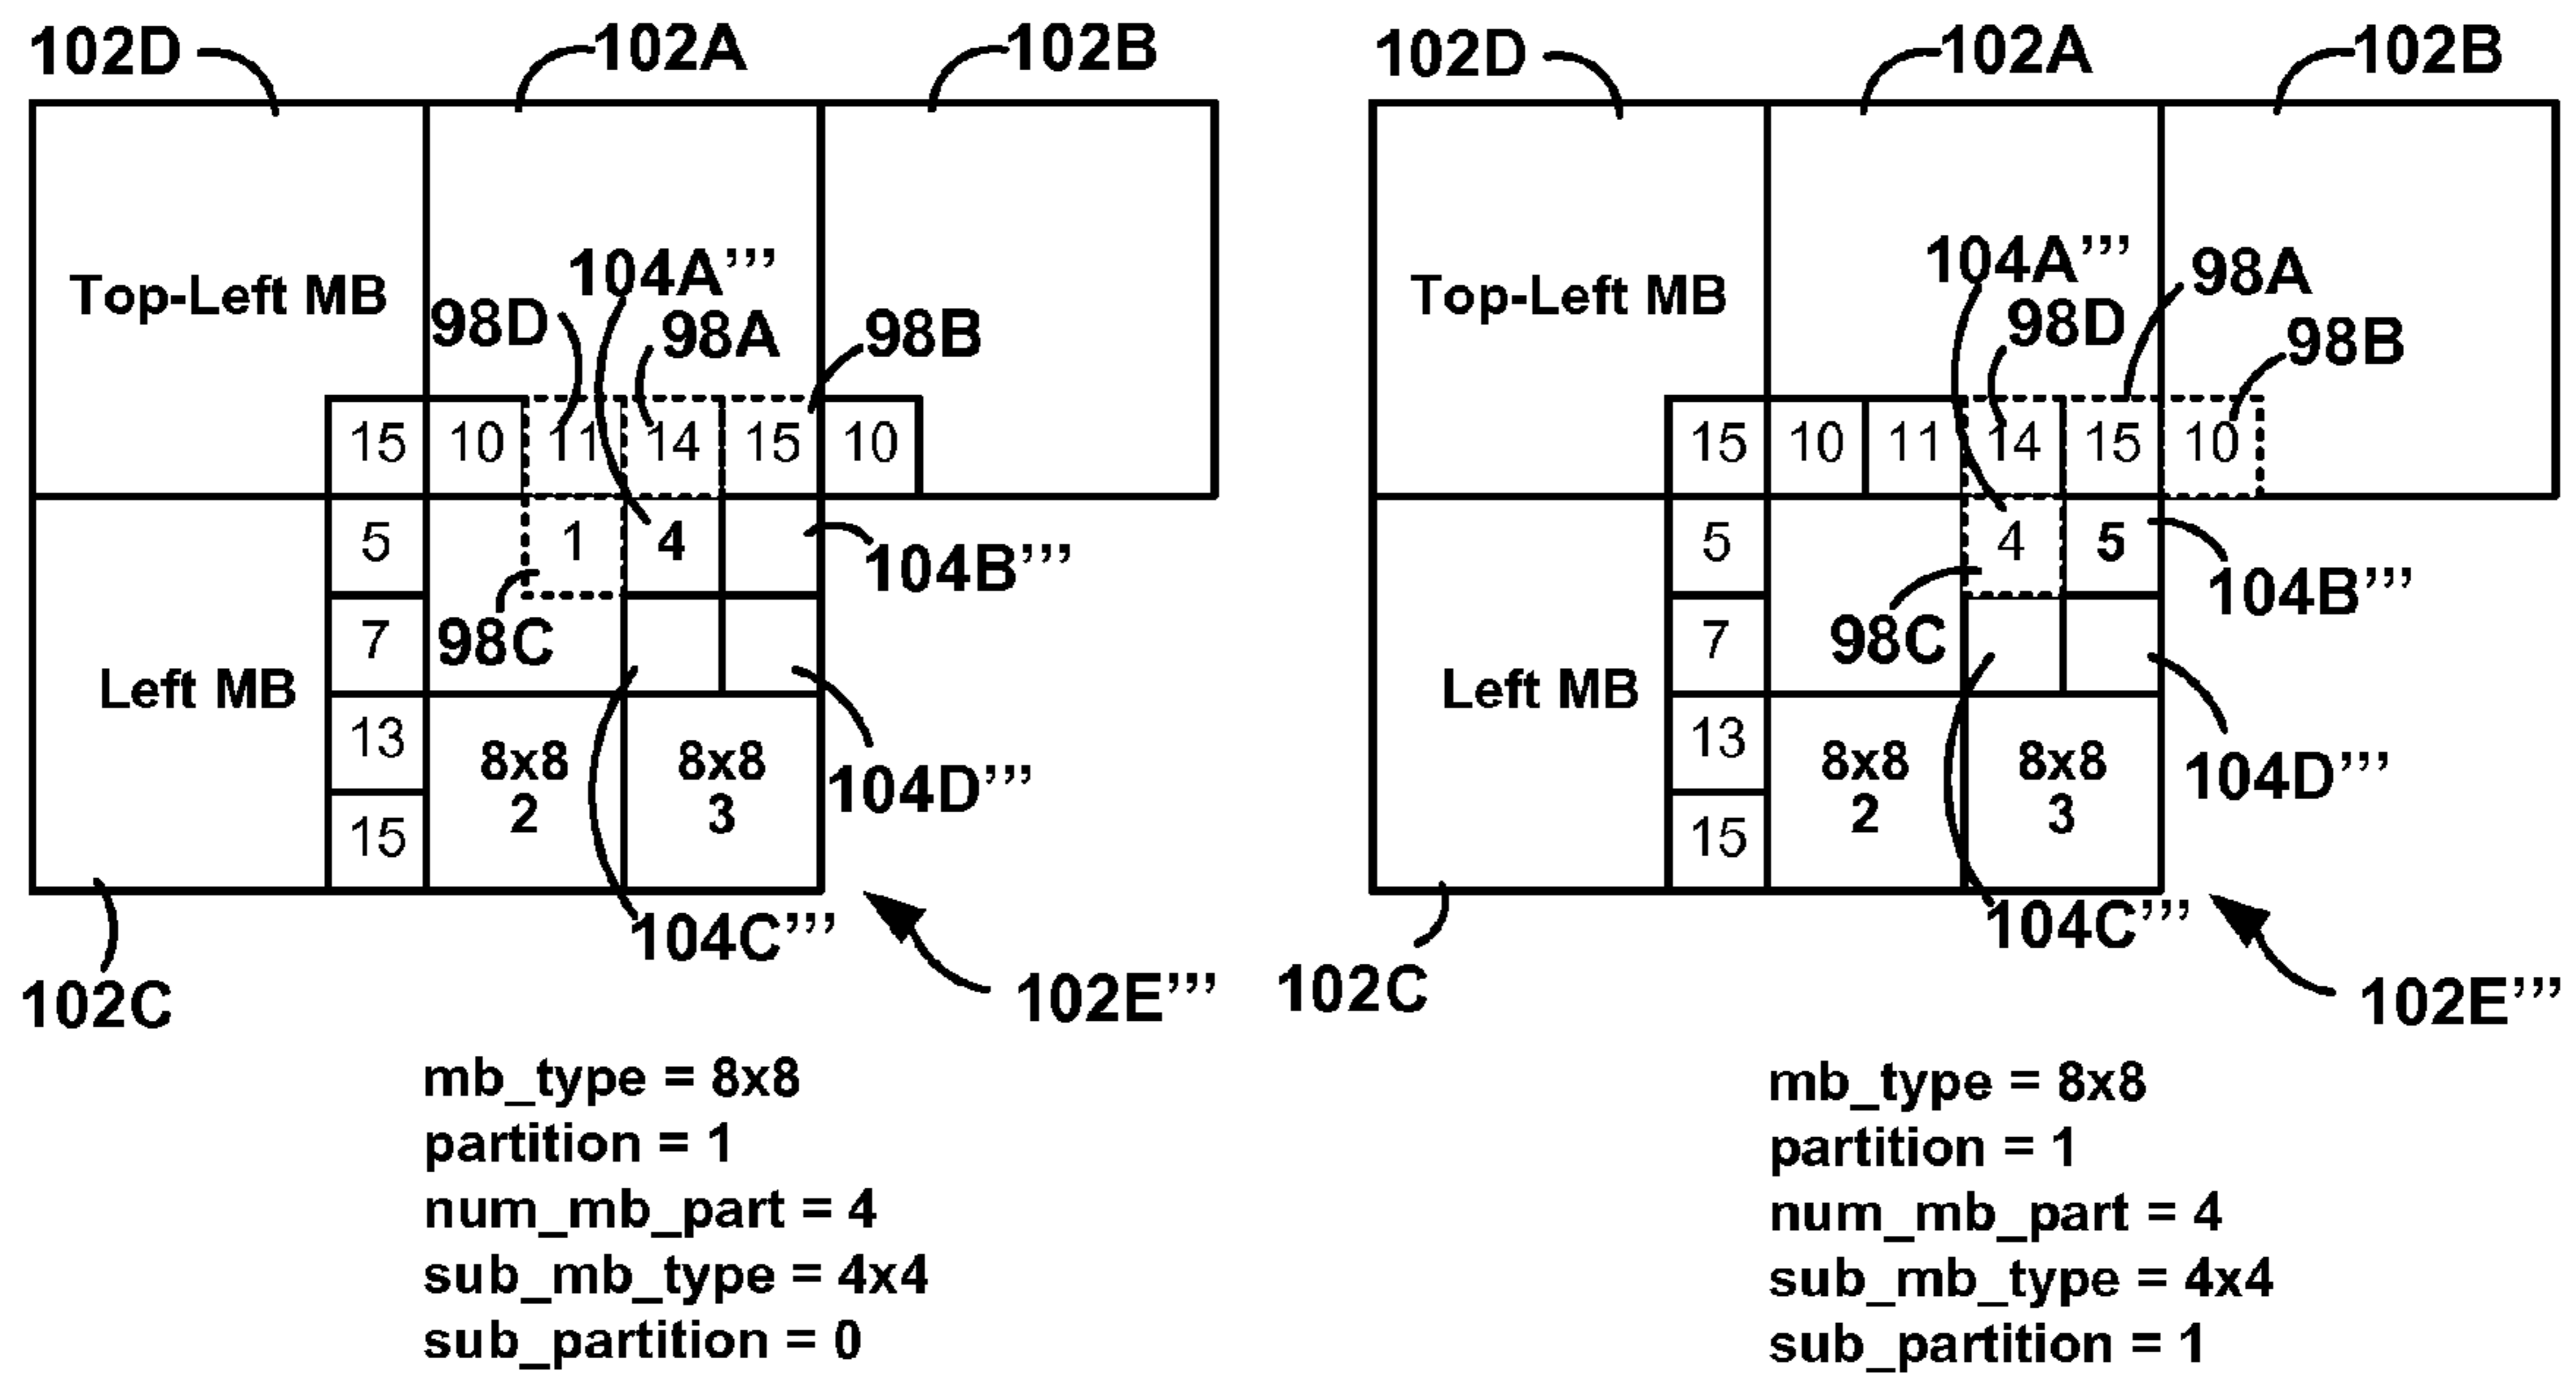 102D 102A 102B
104A’’’
98D 98A 98B
Top-Left MB
15 10 11 14 15 10
5 1 4
104B’’’
7 98C
Left MB
13 8x8 8x8
2 3
104D’’’
15
104C’’’
102C
102E’’’
mb_type = 8x8
partition = 1
num_mb_part = 4
sub_mb_type = 4x4
sub_partition = 0
102D 102A 102B
104A’’’
98A
98D 98B
Top-Left MB
15 10 11 14 15 10
5 4 5
104B’’’
7 98C
Left MB
13 8x8 8x8
2 3
104D’’’
15
104C’’’
102C
102E’’’
mb_type = 8x8
partition = 1
num_mb_part = 4
sub_mb_type = 4x4
sub_partition = 1